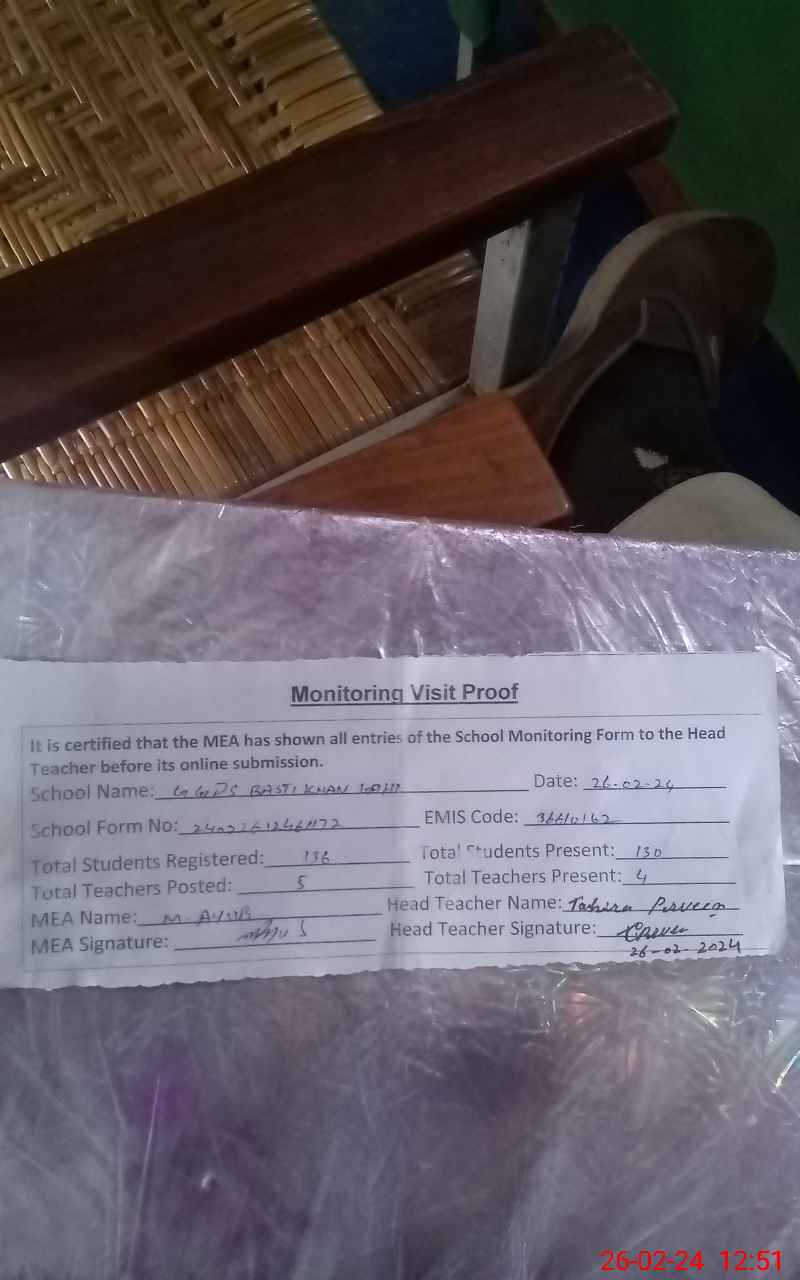 Monitoring Visit Proof
It is certified that the MEA has shown all entries of the School Monitoring Form to the Head
Teacher before its online submission.
School Name: GGPS BASTI KHAN Date: 26-02-24
School Form No: EMIS Code: 36610162
Total Students Registered: 136 Total Students Present: 130
Total Teachers Posted: 5 Total Teachers Present: 4
MEA Name: M. AYUB Head Teacher Name: Tahira Perveen
MEA Signature: Head Teacher Signature:
26-02-2024
26-02-24 12:51